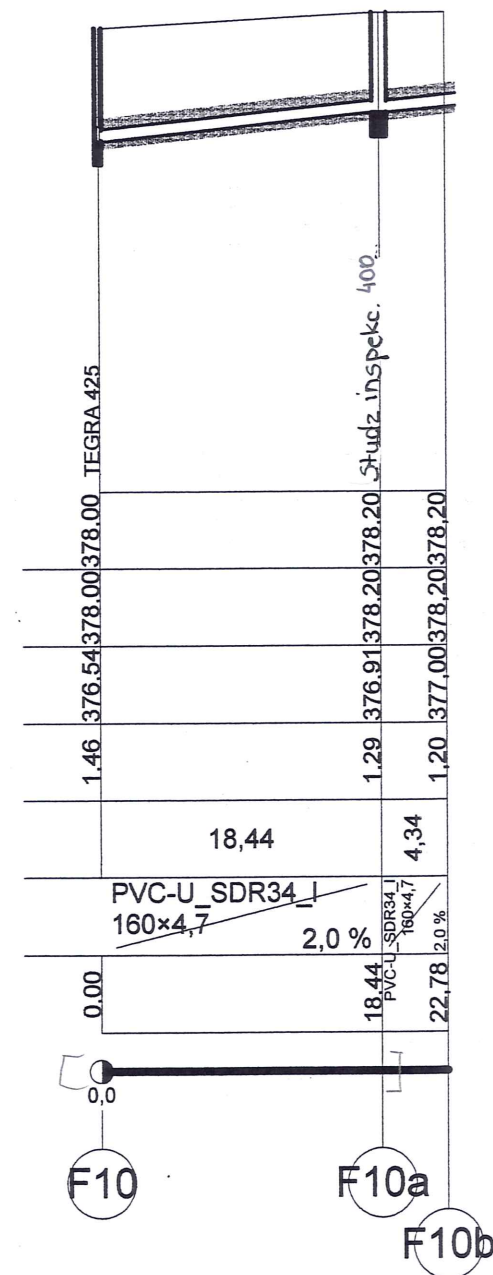 TEGRA 425
Studz inspekc. 400
378.00 378.20 378,20
378.00 378.20 378,20
376.54 376.91 377,00
1.46 1.29 1,20
18,44 4,34
PVC-U_SDR34_I
160×4,7
2,0 %
PVC-U_SDR34_I
160×4,7
2,0 %
0.00 18.44 22,78
0,0
F10
F10a
F10b